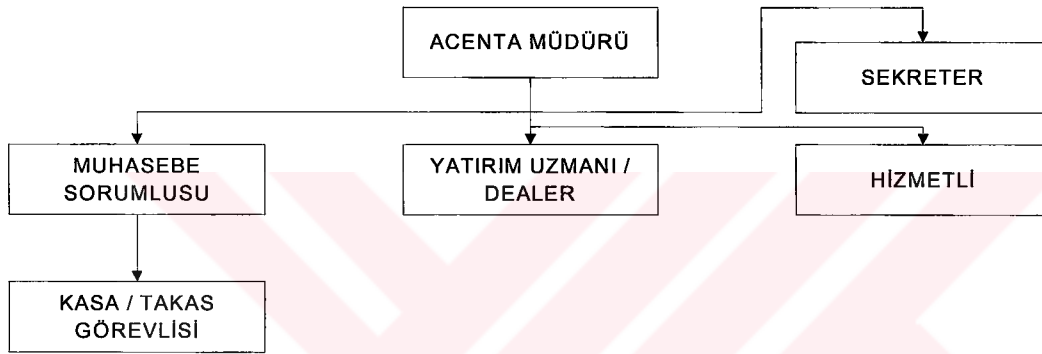 ACENTA MÜDÜRÜ
SEKRETER
MUHASEBE
SORUMLUSU
YATIRIM UZMANI /
DEALER
HİZMETLİ
KASA / TAKAS
GÖREVLİSİ